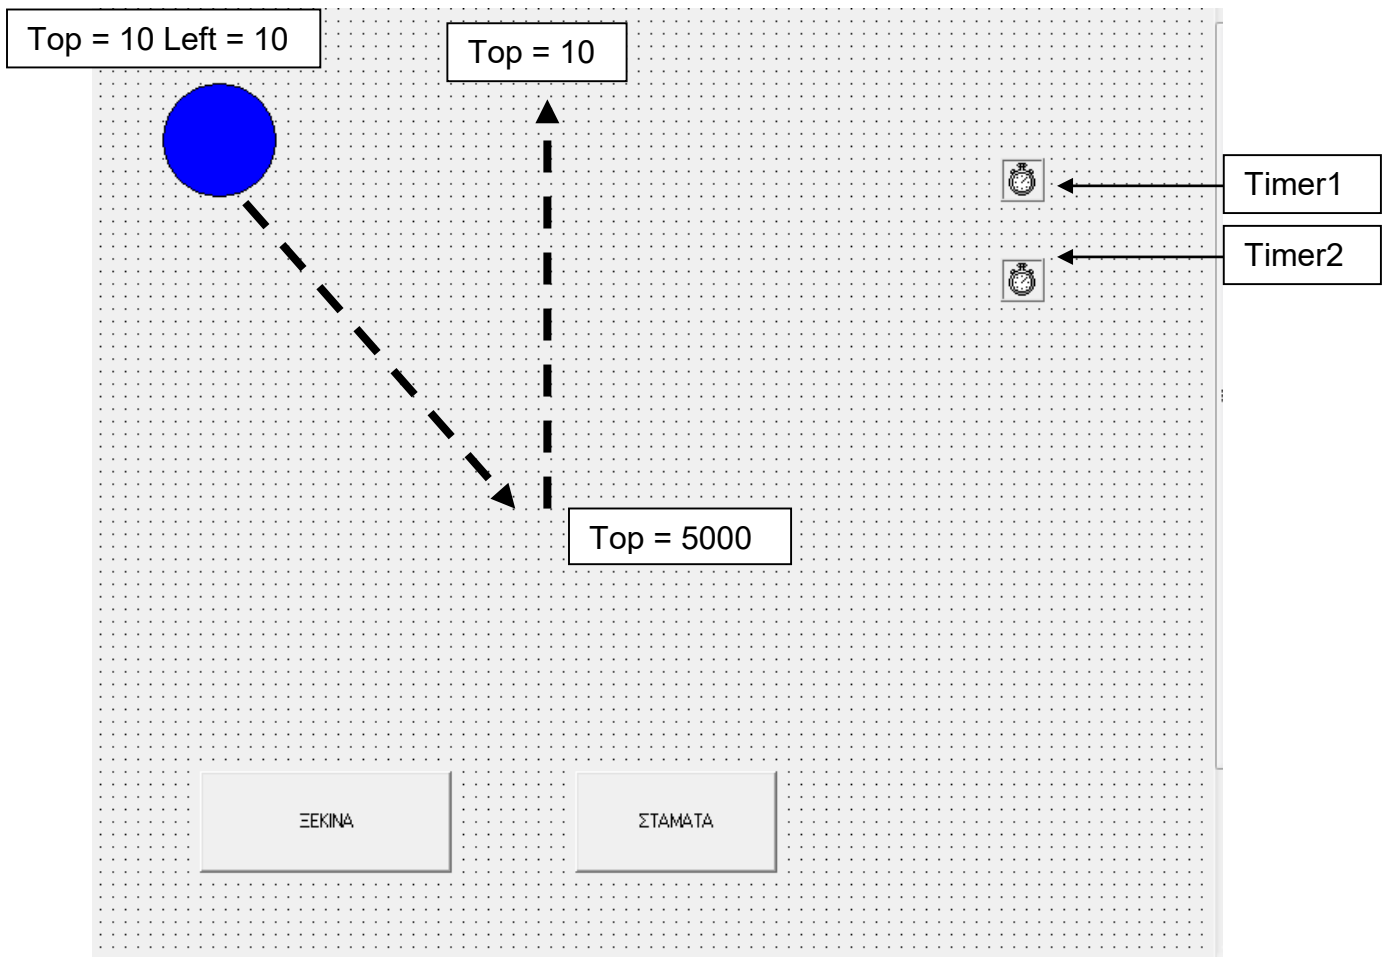 Top = 10 Left = 10
Top = 10
Timer1
Timer2
Top = 5000
ΞΕΚΙΝΑ
ΣΤΑΜΑΤΑ